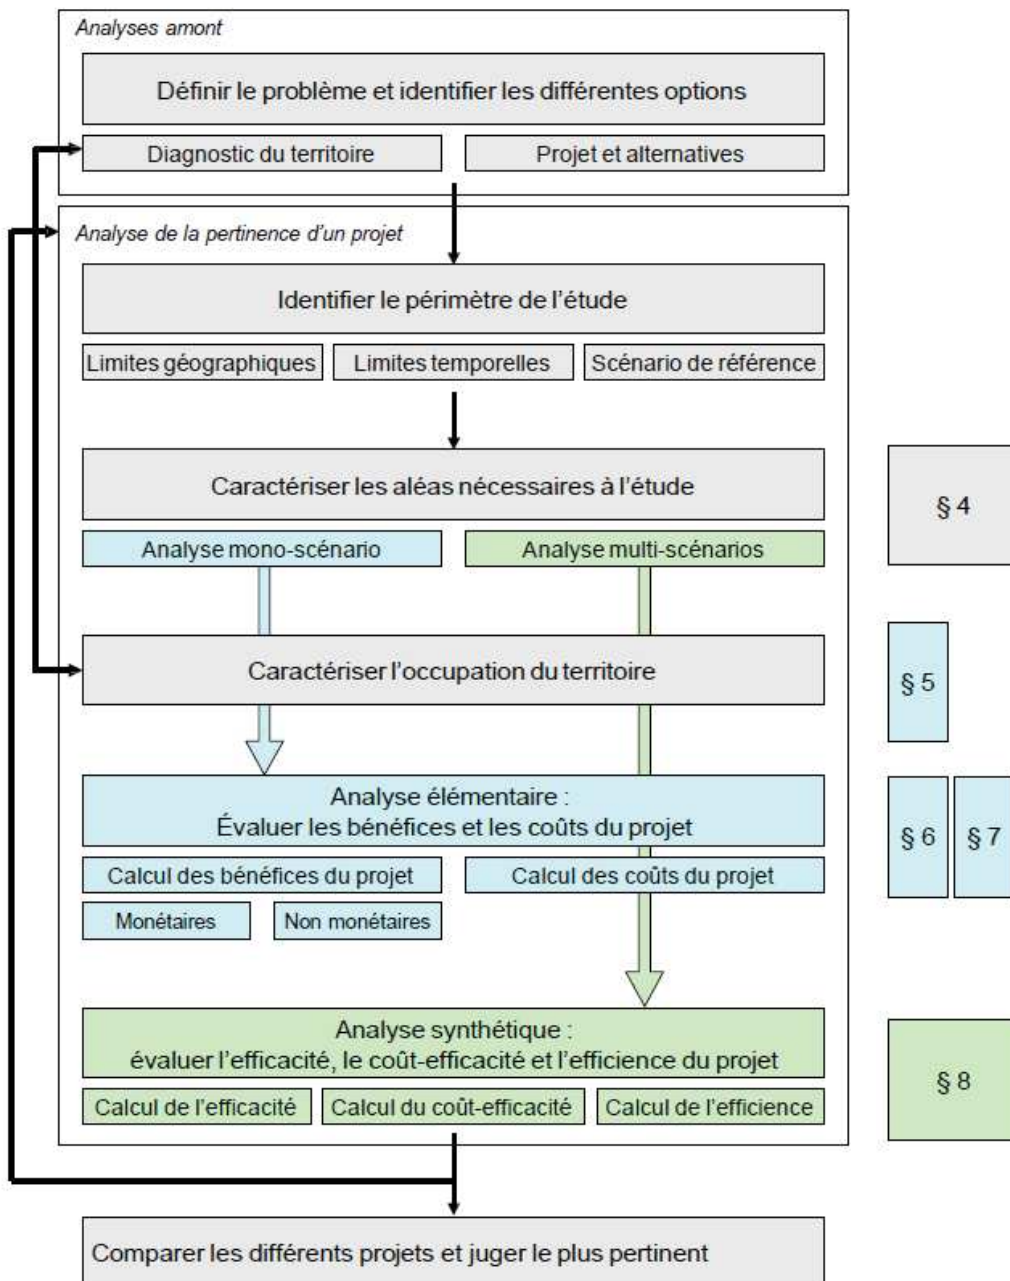 Analyses amont
Définir le problème et identifier les différentes options
Diagnostic du territoire
Projet et alternatives
Analyse de la pertinence d'un projet
Identifier le périmètre de l'étude
Limites géographiques
Limites temporelles
Scénario de référence
Caractériser les aléas nécessaires à l'étude
§ 4
Analyse mono-scénario
Analyse multi-scénarios
Caractériser l'occupation du territoire
§ 5
Analyse élémentaire :
Évaluer les bénéfices et les coûts du projet
§ 6
§ 7
Calcul des bénéfices du projet
Calcul des coûts du projet
Monétaires
Non monétaires
Analyse synthétique :
évaluer l'efficacité, le coût-efficacité et l'efficience du projet
§ 8
Calcul de l'efficacité
Calcul du coût-efficacité
Calcul de l'efficience
Comparer les différents projets et juger le plus pertinent